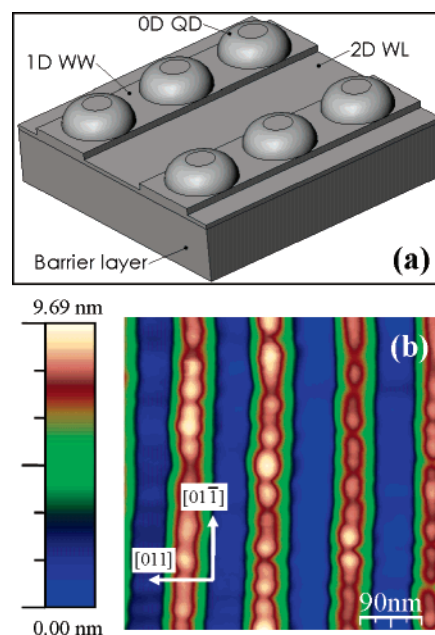 0D QD
1D WW
2D WL
Barrier layer
(a)
9.69 nm
(b)
[011̅]
[011]
90nm
0.00 nm